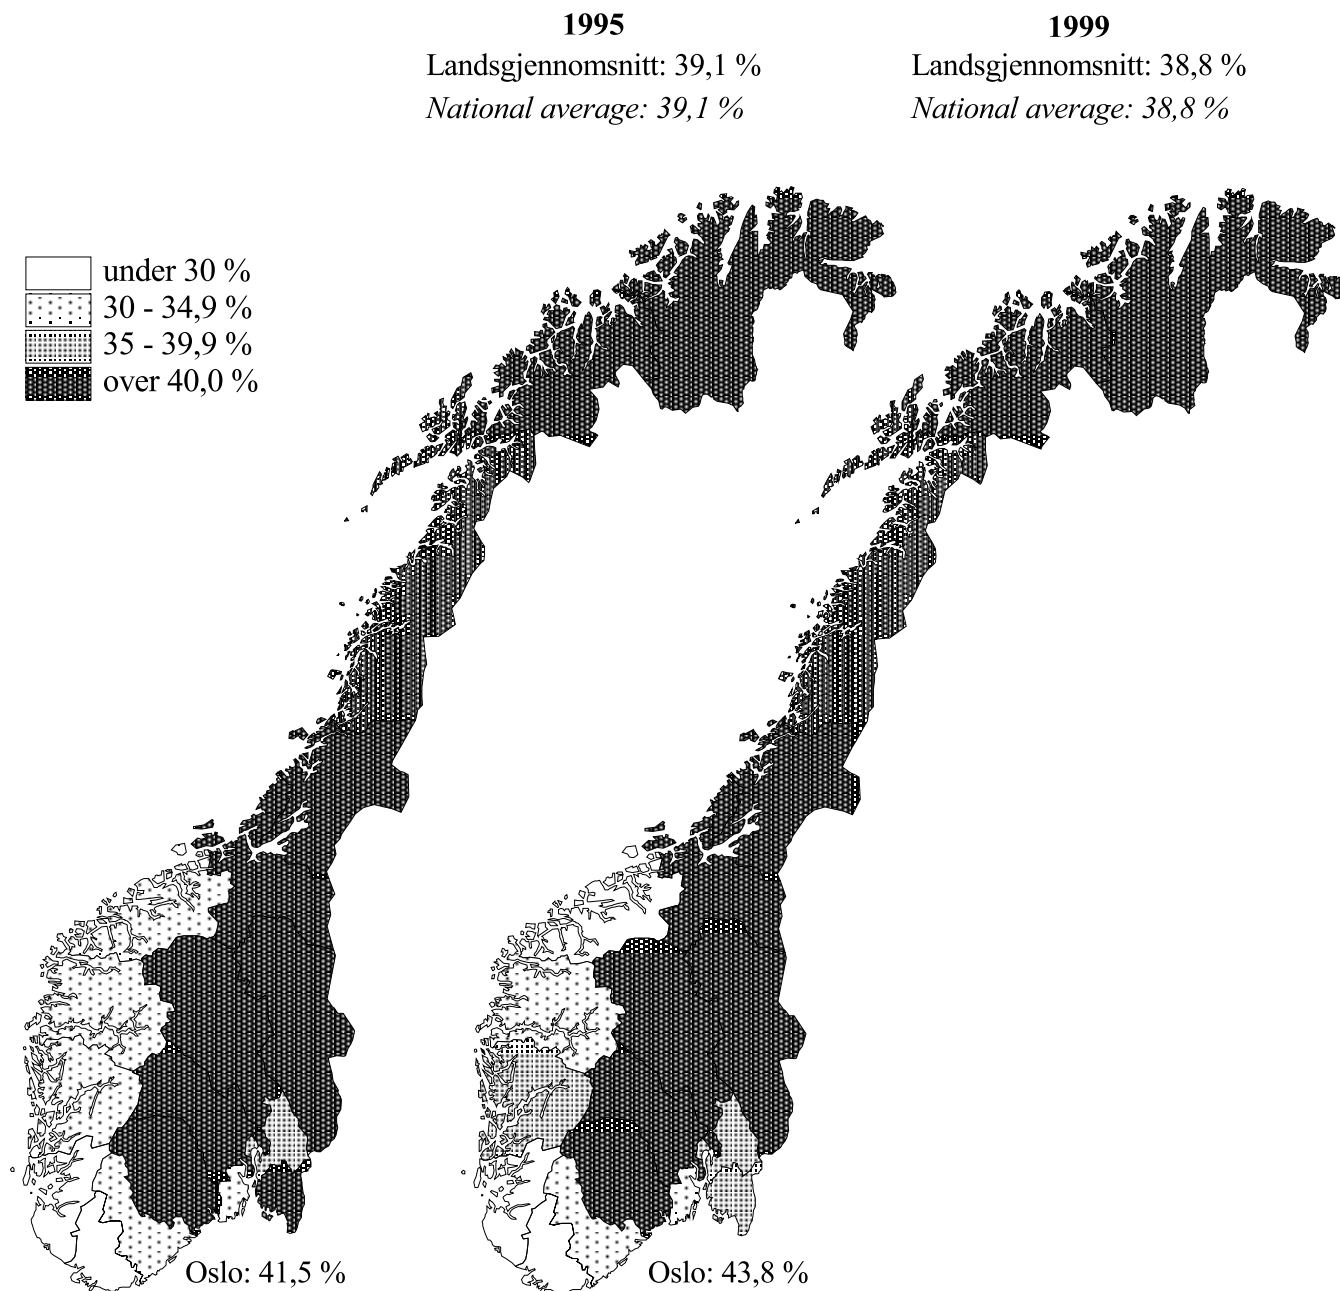 1995
Landsgjennomsnitt: 39,1 %
National average: 39,1 %
1999
Landsgjennomsnitt: 38,8 %
National average: 38,8 %
under 30 %
30 - 34,9 %
35 - 39,9 %
over 40,0 %
Oslo: 41,5 %
Oslo: 43,8 %